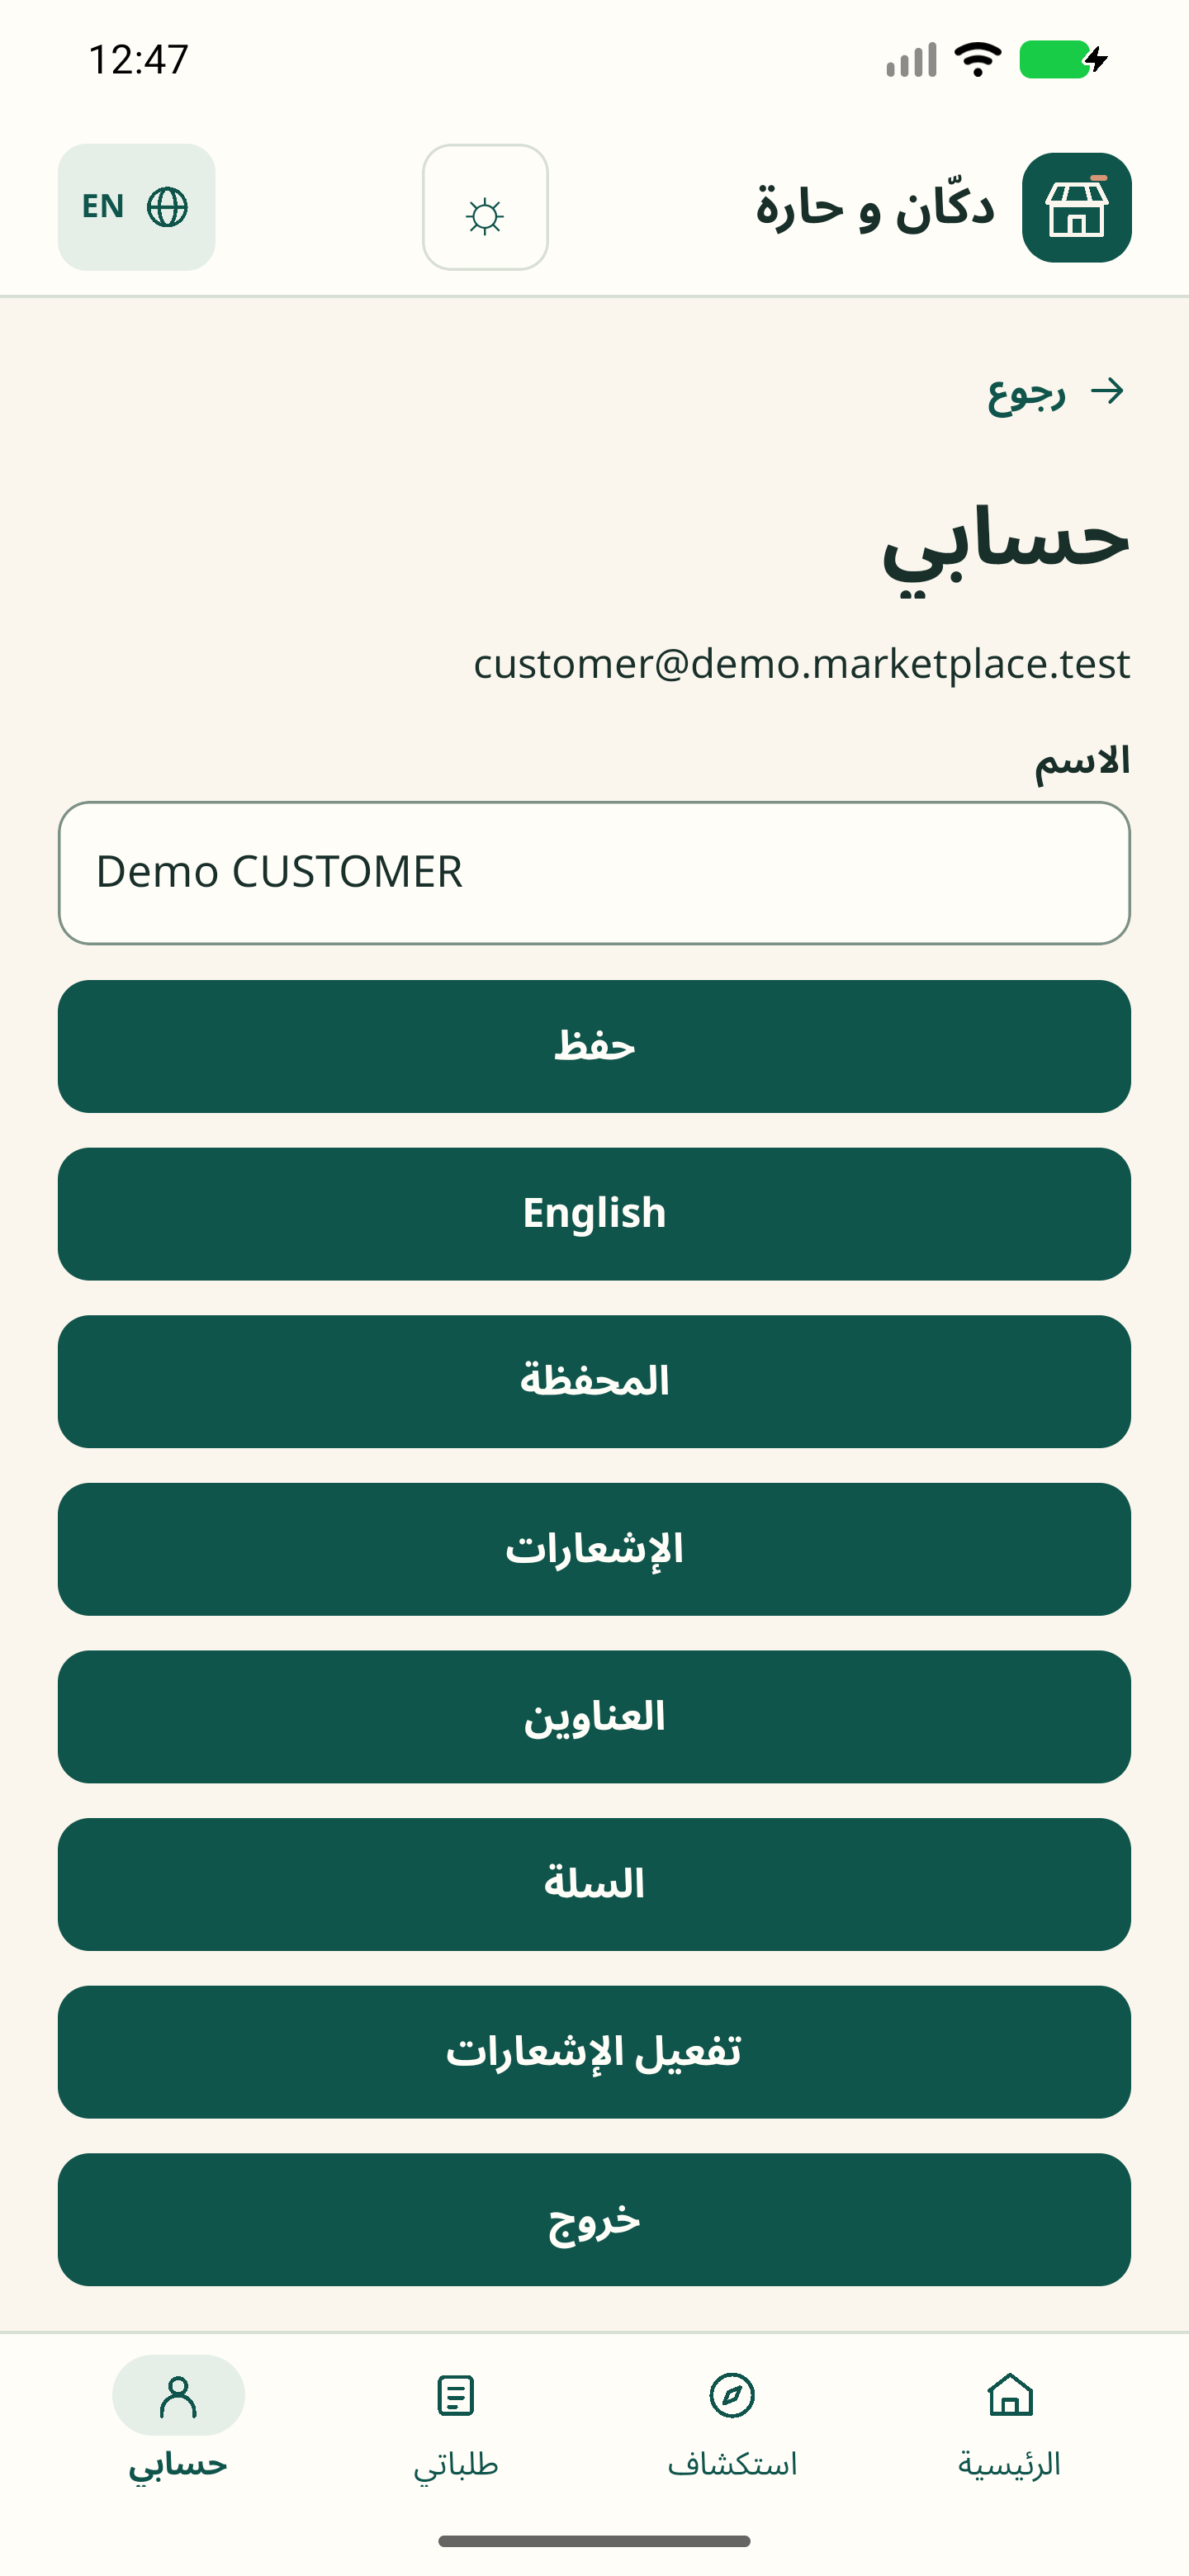 12:47
دكّان و حارة
EN
رجوع
حسابي
customer@demo.marketplace.test
الاسم
Demo CUSTOMER
حفظ
English
المحفظة
الإشعارات
العناوين
السلة
تفعيل الإشعارات
خروج
الرئيسية
استكشاف
طلباتي
حسابي